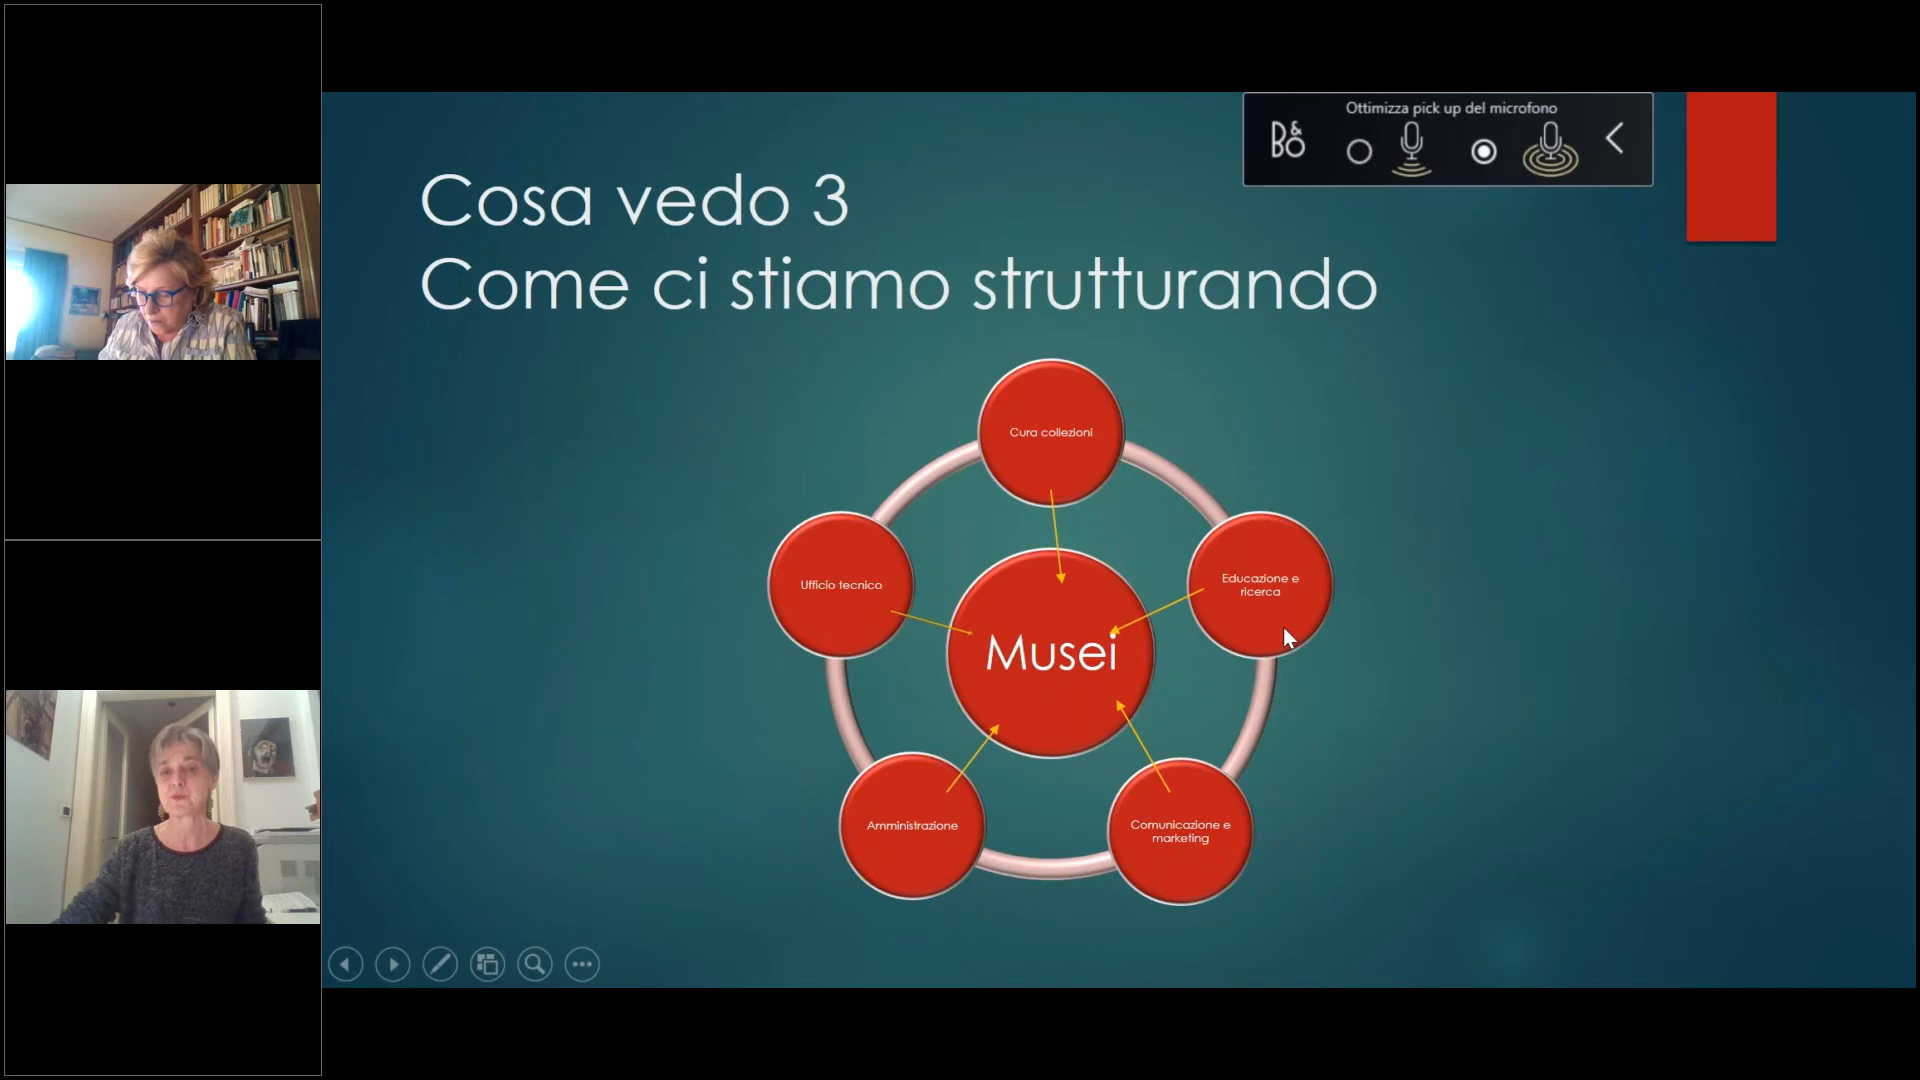 Ottimizza pick up del microfono
B&O
Cosa vedo 3
Come ci stiamo strutturando
Cura collezioni
Ufficio tecnico
Educazione e
ricerca
Musei
Amministrazione
Comunicazione e
marketing